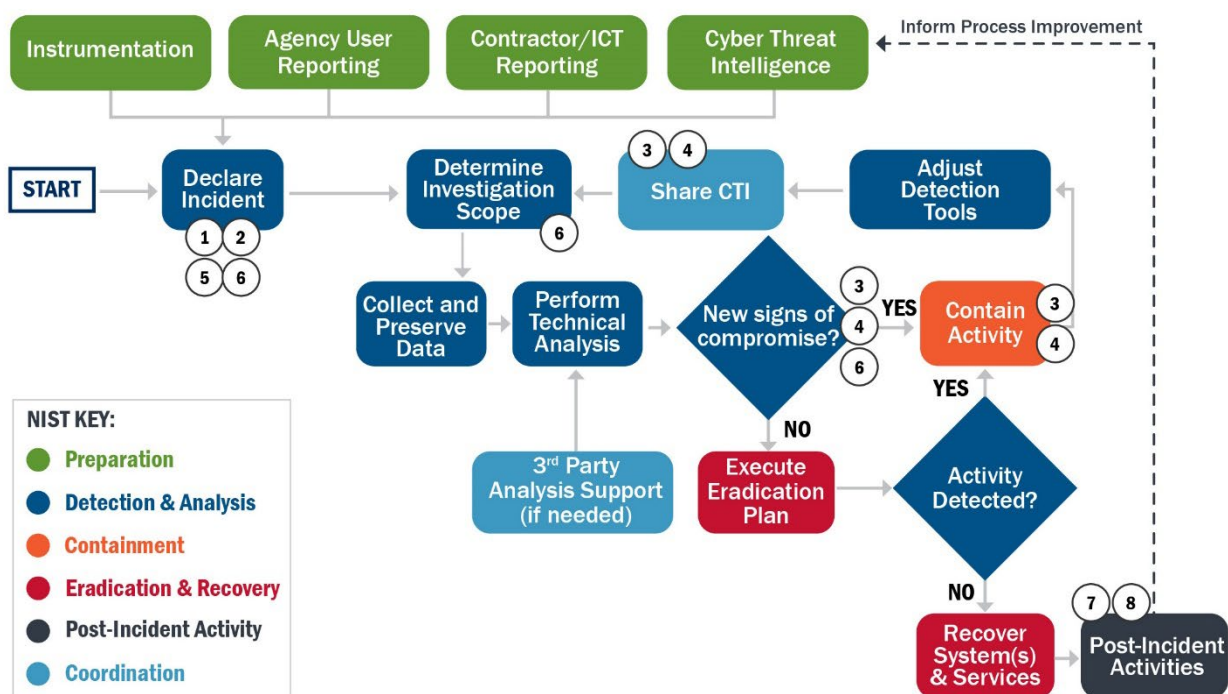 Inform Process Improvement
Instrumentation
Agency User
Reporting
Contractor/ICT
Reporting
Cyber Threat
Intelligence
START
Declare
Incident
1 2
5 6
Determine
Investigation
Scope
6
3 4
Share CTI
Adjust
Detection
Tools
Collect and
Preserve
Data
Perform
Technical
Analysis
New signs of
compromise?
3
4
6
YES
Contain
Activity
3
4
YES
NO
3rd Party
Analysis Support
(if needed)
Execute
Eradication
Plan
Activity
Detected?
NO
Recover
System(s)
& Services
7 8
Post-Incident
Activities
NIST KEY:
Preparation
Detection & Analysis
Containment
Eradication & Recovery
Post-Incident Activity
Coordination